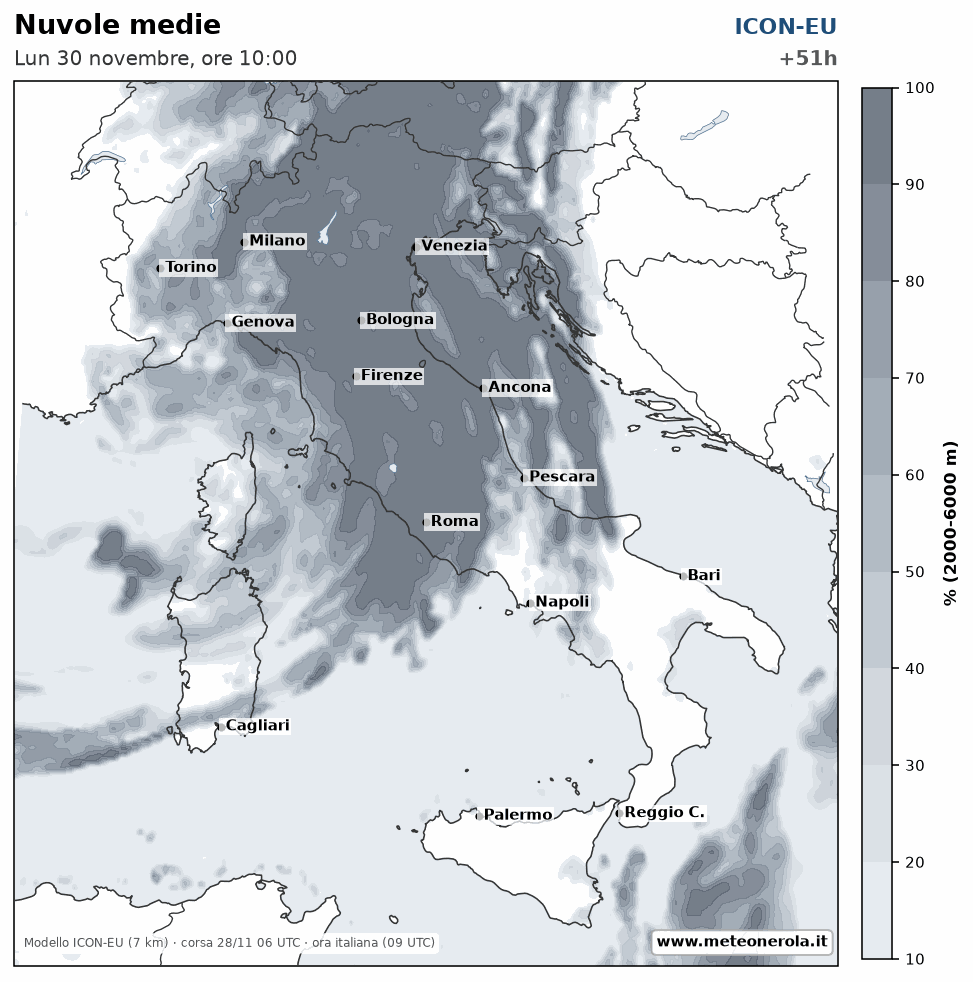 Nuvole medie
ICON-EU
Lun 30 novembre, ore 10:00
+51h
100
90
80
70
60
50
40
30
20
10
% (2000-6000 m)
Milano
Venezia
Torino
Genova
Bologna
Firenze
Ancona
Pescara
Roma
Bari
Napoli
Cagliari
Palermo
Reggio C.
Modello ICON-EU (7 km) · corsa 28/11 06 UTC · ora italiana (09 UTC)
www.meteonerola.it